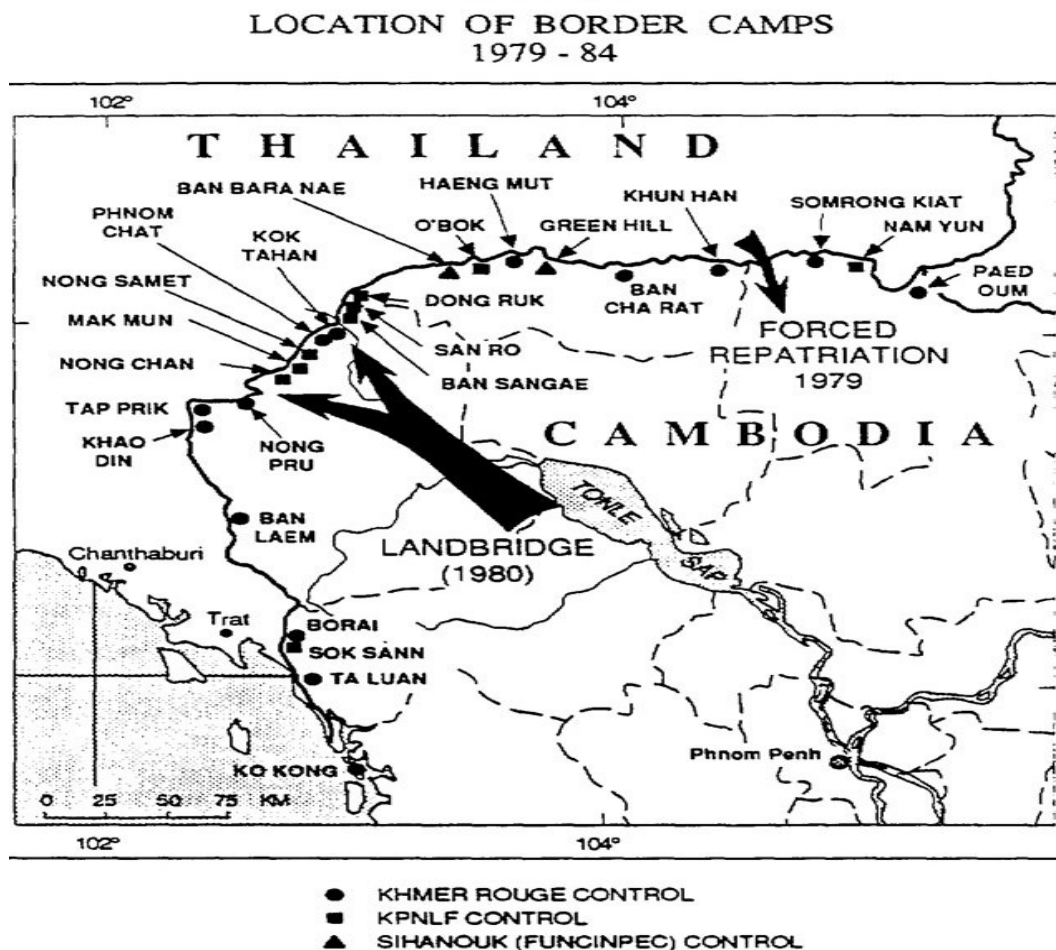 LOCATION OF BORDER CAMPS
1979 - 84
102°
104°
THAILAND
BAN BARA NAE
HAENG MUT
KHUN HAN
SOMRONG KIAT
PHNOM
CHAT
KOK
TAHAN
O'BOK
GREEN HILL
NAM YUN
NONG SAMET
DONG RUK
BAN
CHA RAT
PAED
OUM
MAK MUN
SAN RO
FORCED
REPATRIATION
1979
NONG CHAN
BAN SANGAE
TAP PRIK
KHAO
DIN
NONG
PRU
CAMBODIA
TONLE
SAP
BAN
LAEM
LANDBRIDGE
(1980)
Chanthaburi
Trat
BORAI
SOK SANN
TA LUAN
Phnom Penh
KO KONG
0 25 50 75 KM
102°
104°
KHMER ROUGE CONTROL
KPNLF CONTROL
SIHANOUK (FUNCINPEC) CONTROL